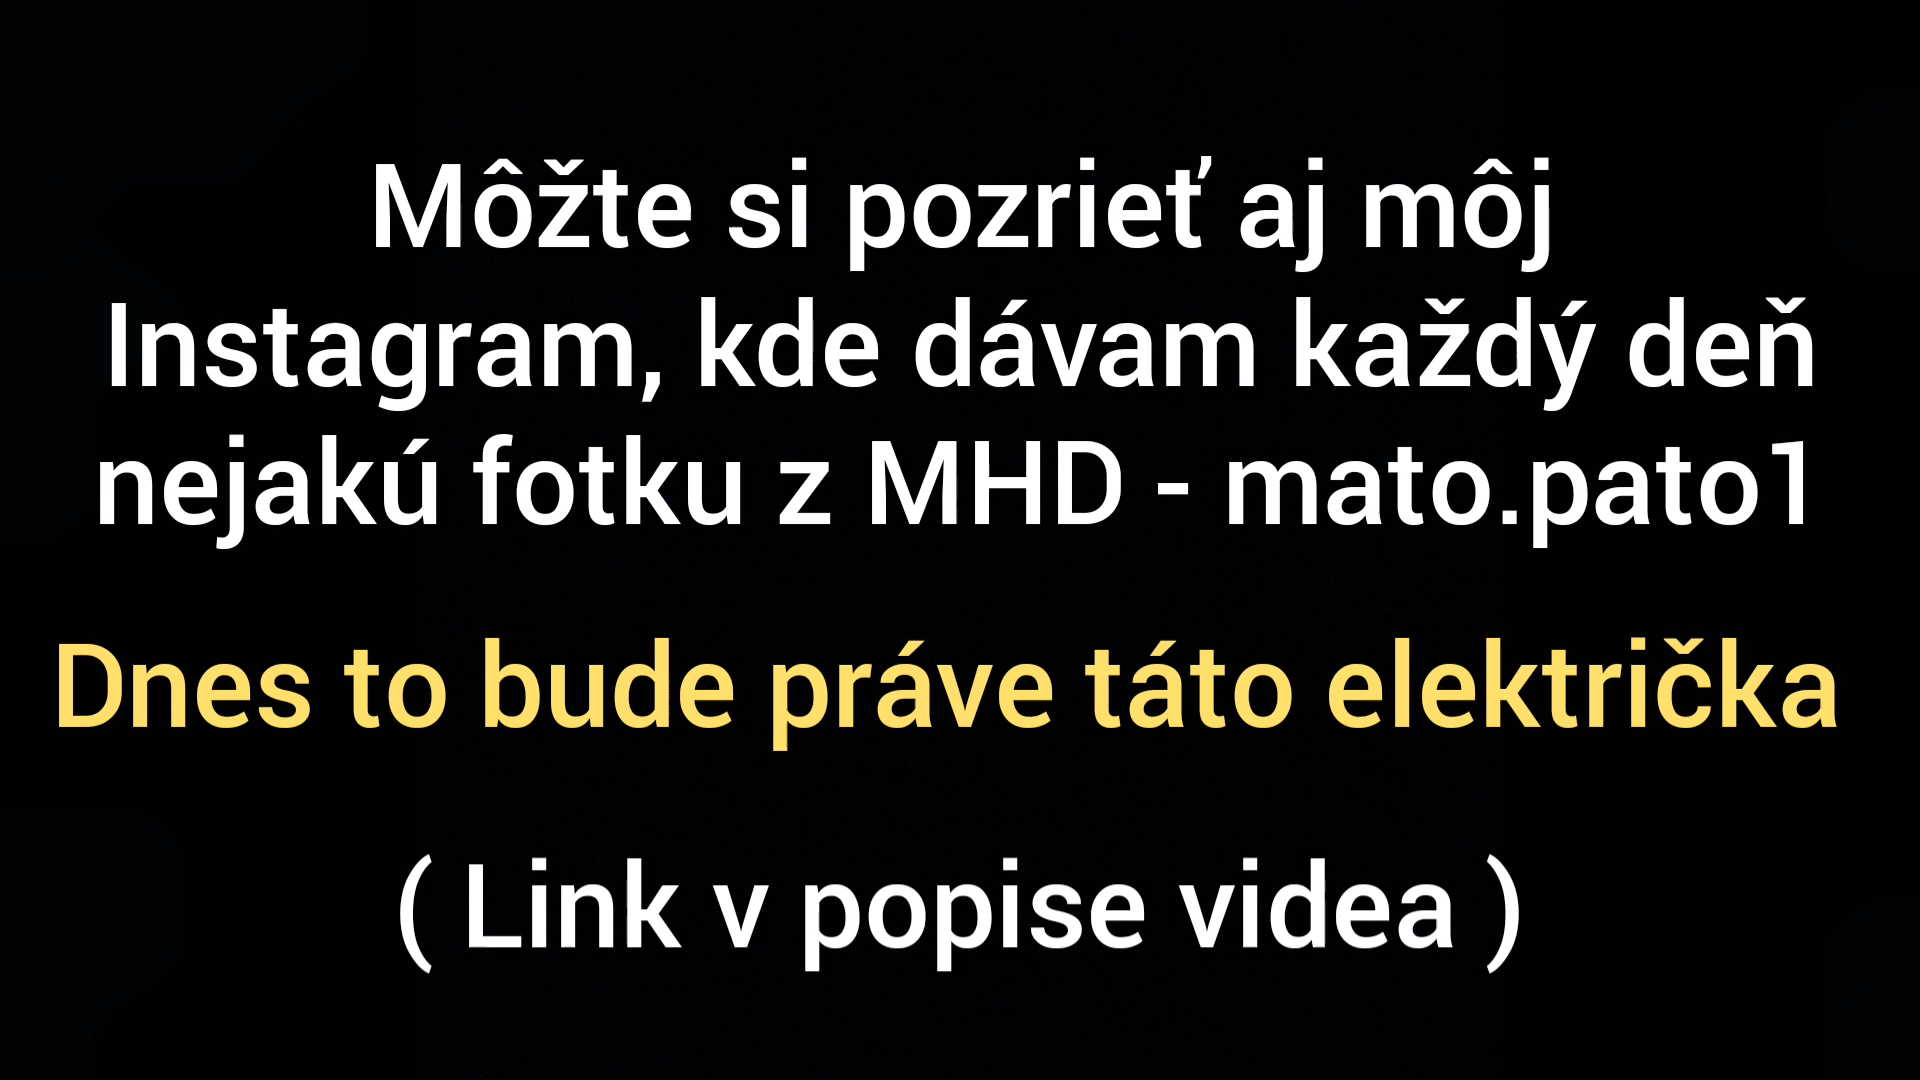 Môžte si pozrieť aj môj
Instagram, kde dávam každý deň
nejakú fotku z MHD - mato.pato1
Dnes to bude práve táto električka
( Link v popise videa )